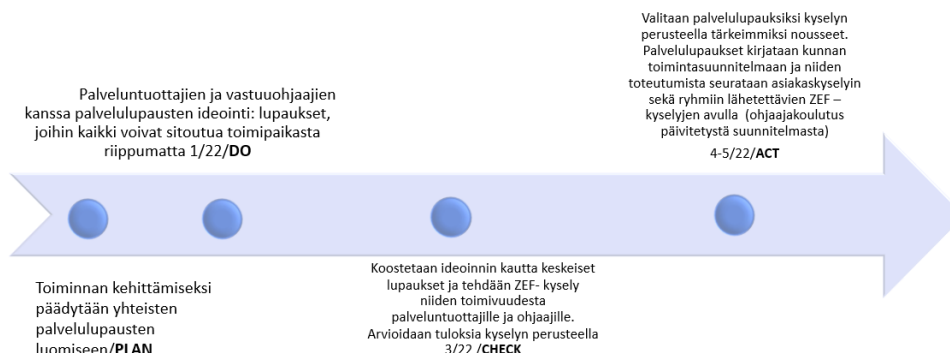 Valitaan palvelulupauksiksi kyselyn
perusteella tärkeimmiksi nousseet.
Palvelulupaukset kirjataan kunnan
toimintasuunnitelmaan ja niiden
toteutumista seurataan asiakaskyselyin
sekä ryhmiin lähetettävien ZEF –
kyselyjen avulla (ohjaajakoulutus
päivitetystä suunnitelmasta)
4-5/22/ACT
Palveluntuottajien ja vastuuohjaajien
kanssa palvelulupausten ideointi: lupaukset,
joihin kaikki voivat sitoutua toimipaikasta
riippumatta 1/22/DO
Toiminnan kehittämiseksi
päädytään yhteisten
palvelulupausten
luomiseen/PLAN
Koostetaan ideoinnin kautta keskeiset
lupaukset ja tehdään ZEF- kysely
niiden toimivuudesta
palveluntuottajille ja ohjaajille.
Arvioidaan tuloksia kyselyn perusteella
3/22 /CHECK